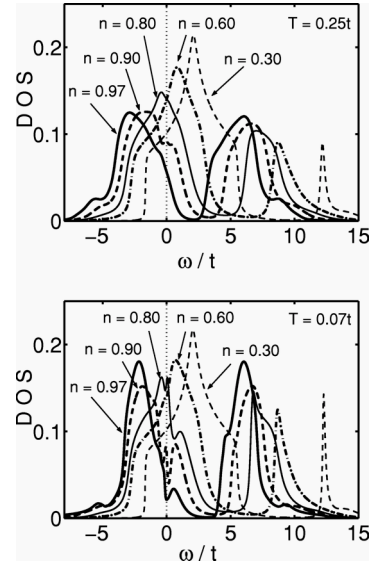 n = 0.80
n = 0.60
T = 0.25t
n = 0.90
n = 0.30
n = 0.97
0.2
0.1
0
DOS
−5 0 5 10 15
ω / t
n = 0.80
n = 0.60
T = 0.07t
n = 0.90
n = 0.30
n = 0.97
0.2
0.1
0
DOS
−5 0 5 10 15
ω / t